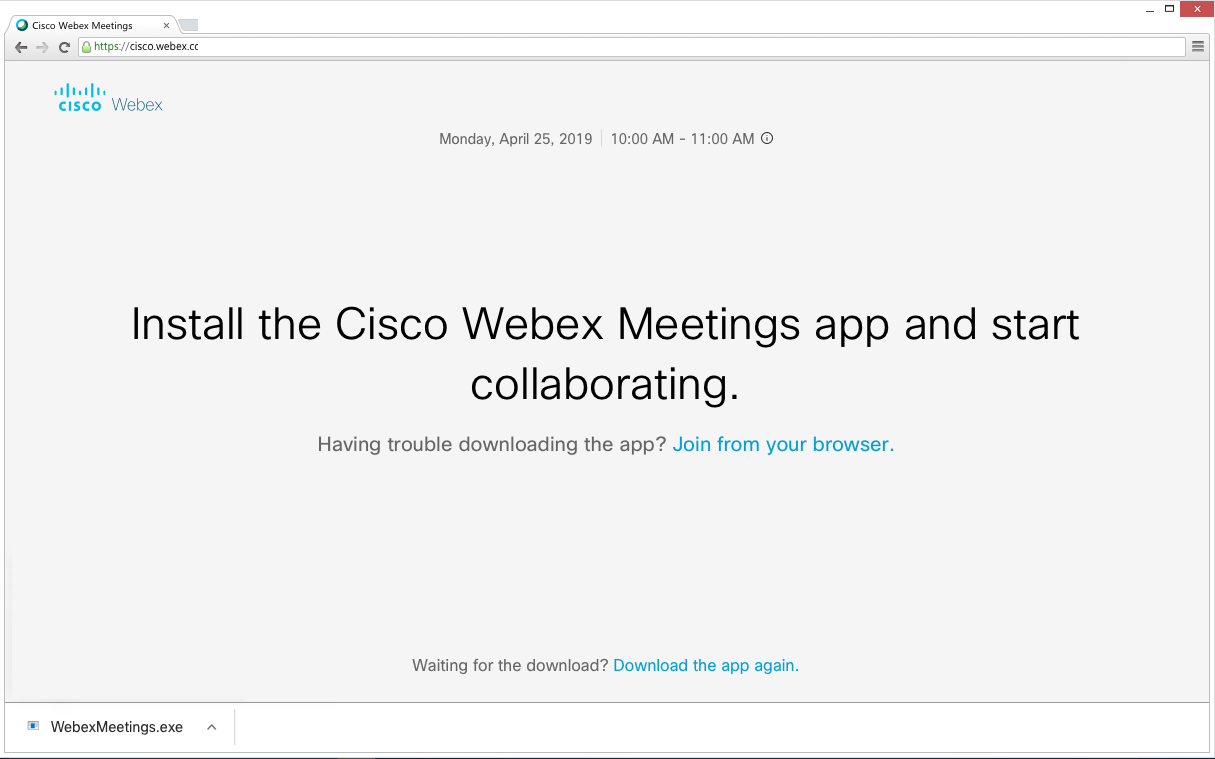 Cisco Webex Meetings
https://cisco.webex.cc
cisco Webex
Monday, April 25, 2019 10:00 AM - 11:00 AM
Install the Cisco Webex Meetings app and start
collaborating.
Having trouble downloading the app? Join from your browser.
Waiting for the download? Download the app again.
WebexMeetings.exe